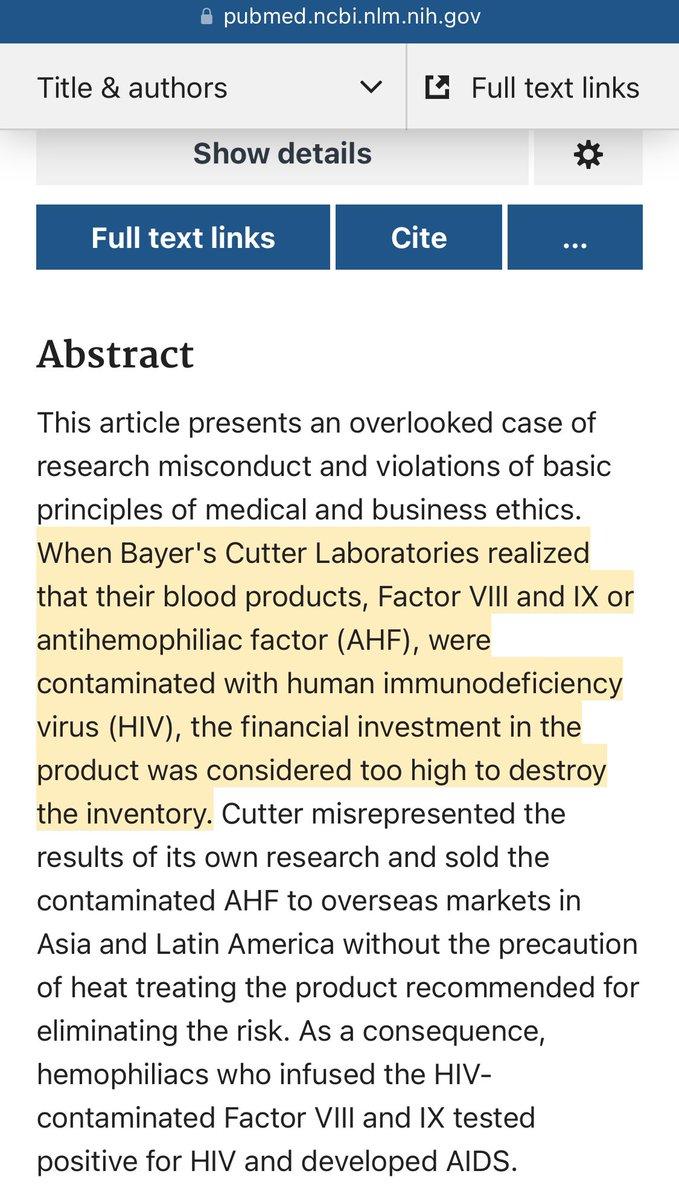 pubmed.ncbi.nlm.nih.gov
Title & authors
Full text links
Show details
Full text links
Cite
...
Abstract
This article presents an overlooked case of
research misconduct and violations of basic
principles of medical and business ethics.
When Bayer's Cutter Laboratories realized
that their blood products, Factor VIII and IX or
antihemophiliac factor (AHF), were
contaminated with human immunodeficiency
virus (HIV), the financial investment in the
product was considered too high to destroy
the inventory. Cutter misrepresented the
results of its own research and sold the
contaminated AHF to overseas markets in
Asia and Latin America without the precaution
of heat treating the product recommended for
eliminating the risk. As a consequence,
hemophiliacs who infused the HIV-
contaminated Factor VIII and IX tested
positive for HIV and developed AIDS.